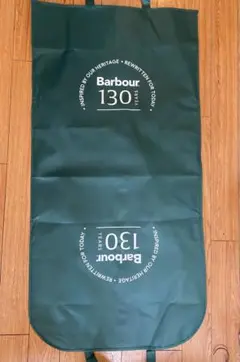 INSPIRED BY OUR HERITAGE • REWRITTEN FOR TODAY •
Barbour
130
YEARS
Barbour
130
YEARS
INSPIRED BY OUR HERITAGE • REWRITTEN FOR TODAY •